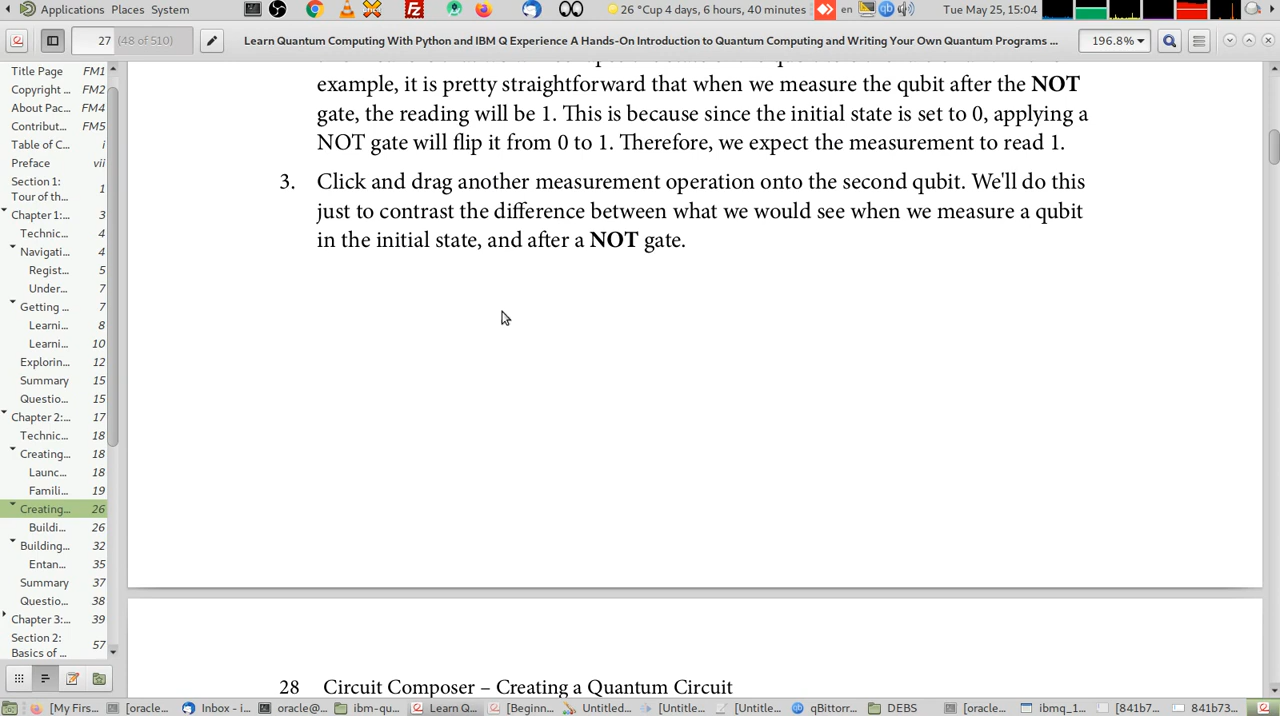 Applications Places System
26 °Cup 4 days, 6 hours, 40 minutes
en
Tue May 25, 15:04
27 (48 of 510)
Learn Quantum Computing With Python and IBM Q Experience A Hands-On Introduction to Quantum Computing and Writing Your Own Quantum Programs ...
196.8%
Title Page FM1
Copyright ... FM2
About Pac... FM4
Contribut... FM5
Table of C... i
Preface vii
Section 1:
Tour of th... 1
Chapter 1:... 3
Technic... 4
Navigati... 4
Regist... 5
Under... 7
Getting ... 7
Learni... 8
Learni... 10
Explorin... 12
Summary 15
Questio... 15
Chapter 2:... 17
Technic... 18
Creating... 18
Launc... 18
Famili... 19
Creating... 26
Buildi... 26
Building... 32
Entan... 35
Summary 37
Questio... 38
Chapter 3:... 39
Section 2:
Basics of ... 57
example, it is pretty straightforward that when we measure the qubit after the NOT
gate, the reading will be 1. This is because since the initial state is set to 0, applying a
NOT gate will flip it from 0 to 1. Therefore, we expect the measurement to read 1.
3. Click and drag another measurement operation onto the second qubit. We'll do this
just to contrast the difference between what we would see when we measure a qubit
in the initial state, and after a NOT gate.
28 Circuit Composer – Creating a Quantum Circuit
[My Firs... [oracle... Inbox - i... oracle@... ibm-qu... Learn Q... [Beginn... Untitled... [Untitle... [Untitle... qBittorr... DEBS [oracle... ibmq_1... [841b7... 841b73...